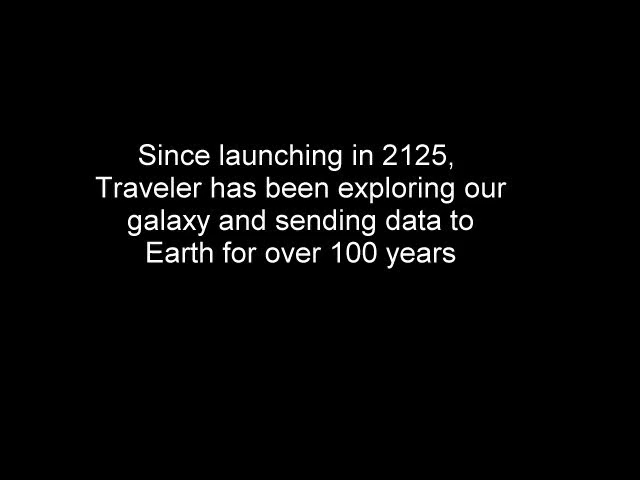 Since launching in 2125,
Traveler has been exploring our
galaxy and sending data to
Earth for over 100 years